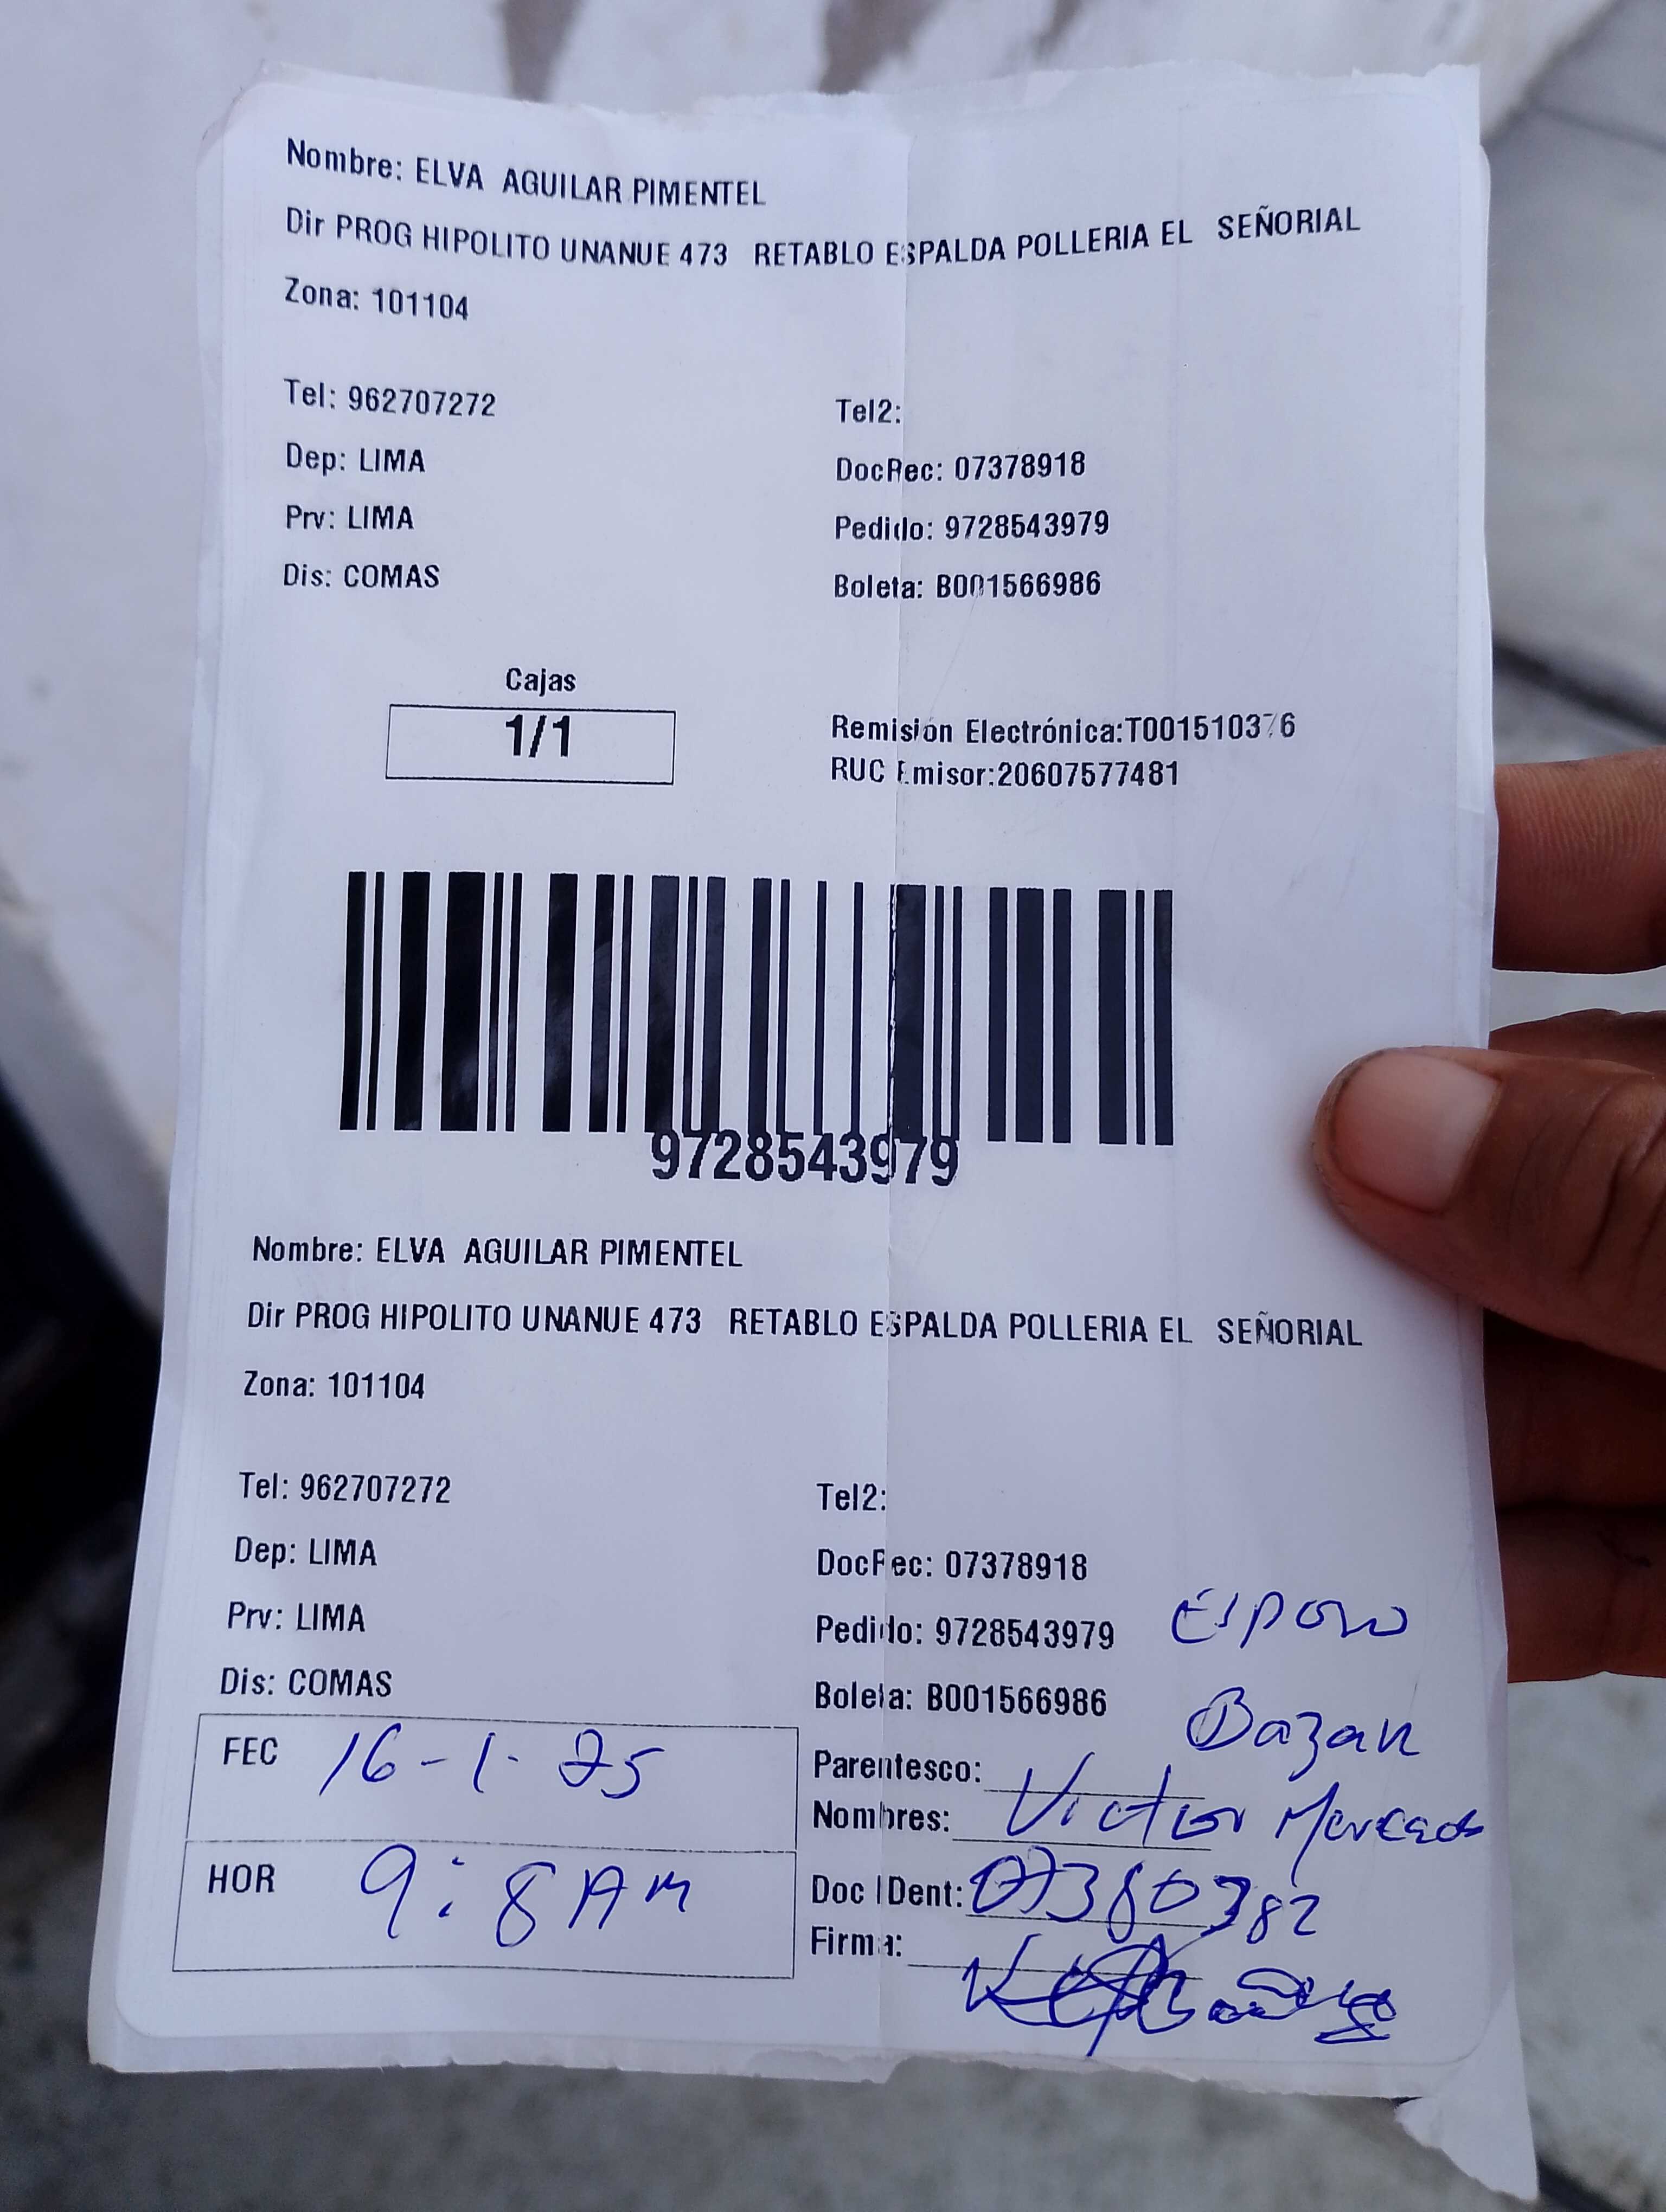 Nombre: ELVA AGUILAR PIMENTEL
Dir PROG HIPOLITO UNANUE 473 RETABLO ESPALDA POLLERIA EL SEÑORIAL
Zona: 101104
Tel: 962707272 Tel2:
Dep: LIMA DocRec: 07378918
Prv: LIMA Pedido: 9728543979
Dis: COMAS Boleta: B001566986
Cajas
1/1
Remisión Electrónica:T001510376
RUC Emisor:20607577481
9728543979
Nombre: ELVA AGUILAR PIMENTEL
Dir PROG HIPOLITO UNANUE 473 RETABLO ESPALDA POLLERIA EL SEÑORIAL
Zona: 101104
Tel: 962707272 Tel2:
Dep: LIMA DocRec: 07378918
Prv: LIMA Pedido: 9728543979 Esposo
Dis: COMAS Boleta: B001566986
FEC 16-1-25
HOR 9:8 AM
Bazan
Parentesco:
Nombres: Victor Mercado
Doc IDent: 07380382
Firma: